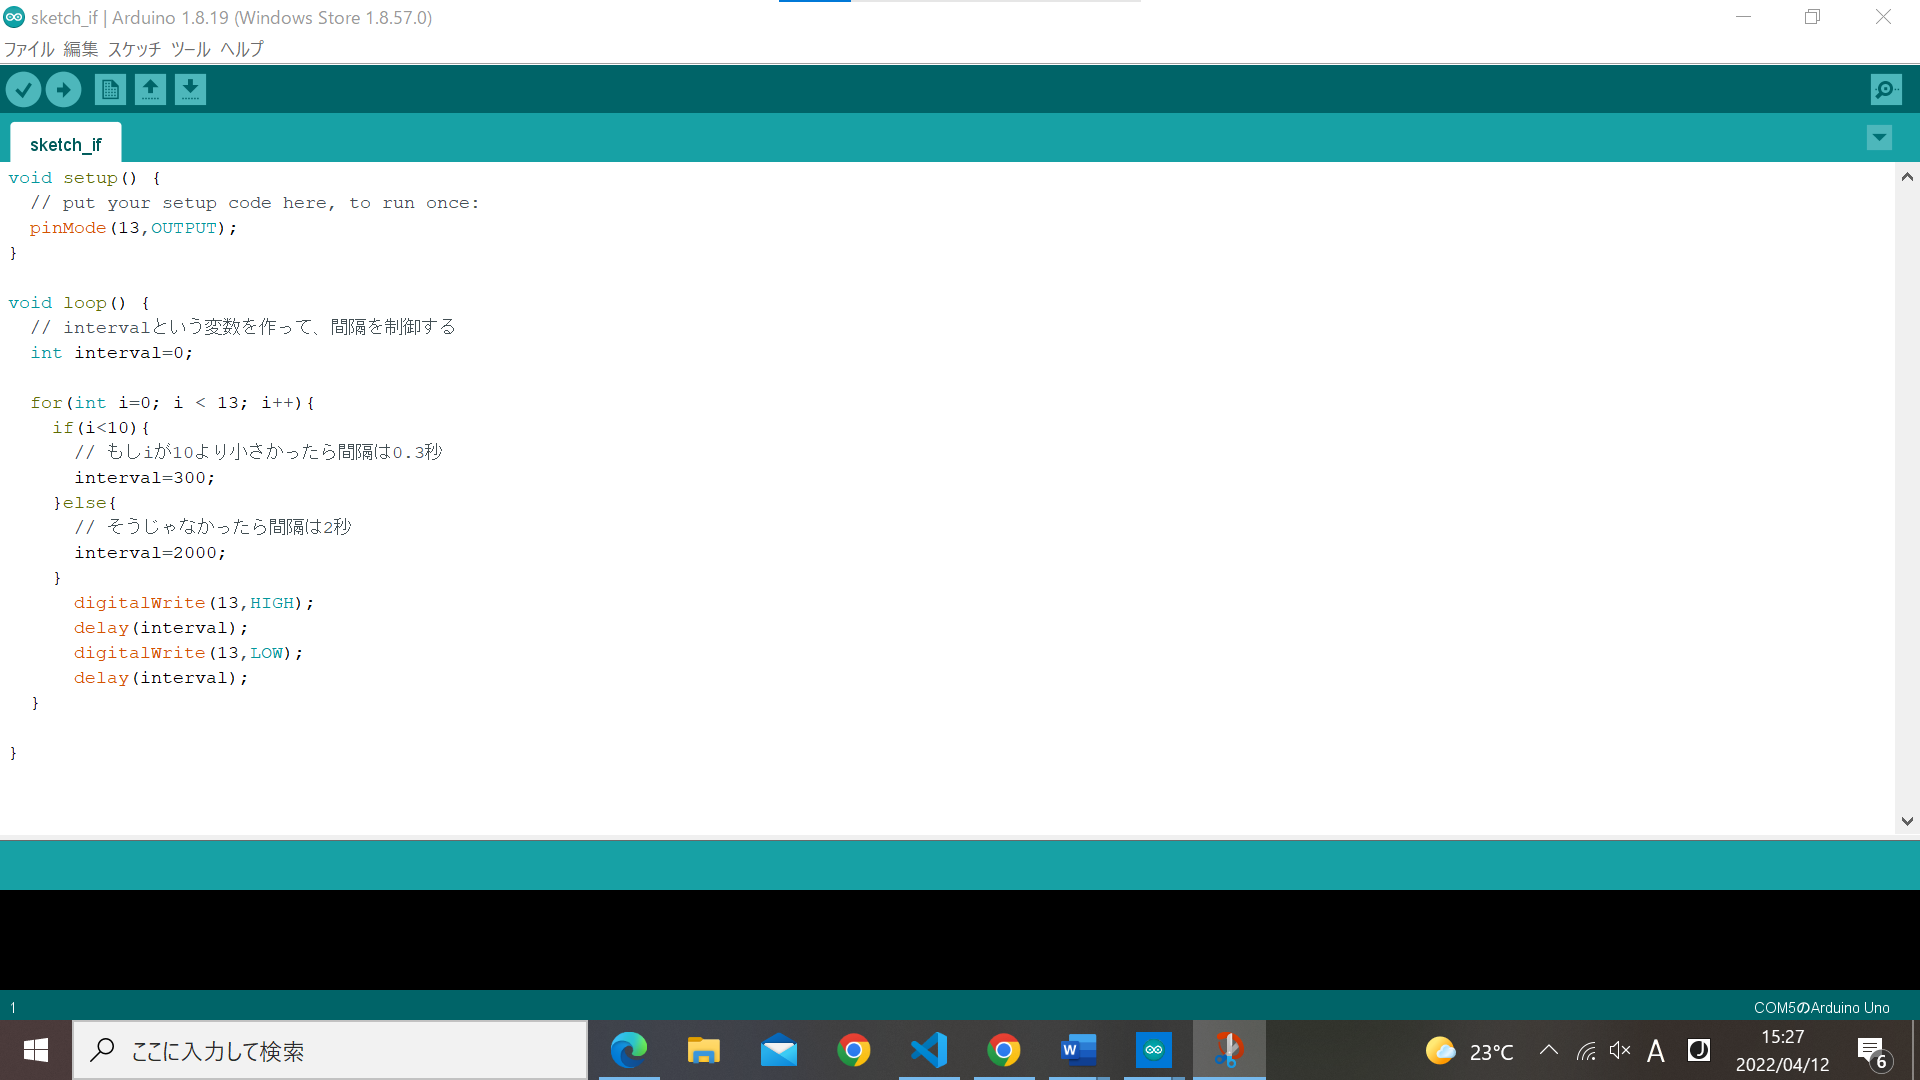 sketch_if | Arduino 1.8.19 (Windows Store 1.8.57.0)
ファイル 編集 スケッチ ツール ヘルプ
sketch_if
void setup() {
  // put your setup code here, to run once:
  pinMode(13,OUTPUT);
}

void loop() {
  // intervalという変数を作って、間隔を制御する
  int interval=0;

  for(int i=0; i < 13; i++){
    if(i<10){
      // もしiが10より小さかったら間隔は0.3秒
      interval=300;
    }else{
      // そうじゃなかったら間隔は2秒
      interval=2000;
    }
      digitalWrite(13,HIGH);
      delay(interval);
      digitalWrite(13,LOW);
      delay(interval);
  }

}
1
COM5のArduino Uno
ここに入力して検索
W
23°C
A
J
15:27
2022/04/12
6